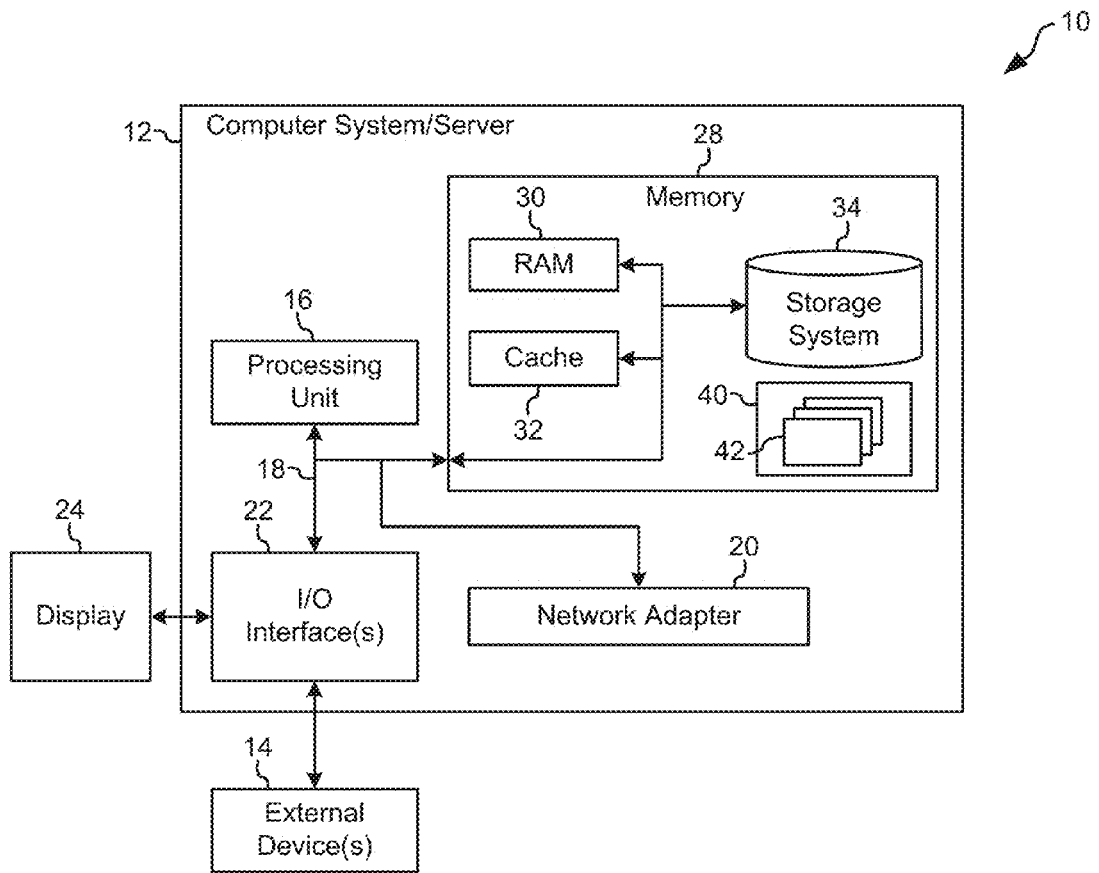 10
12
Computer System/Server
28
Memory
30
RAM
34
Storage
System
16
Processing
Unit
Cache
32
40
42
18
24
Display
22
I/O
Interface(s)
20
Network Adapter
14
External
Device(s)